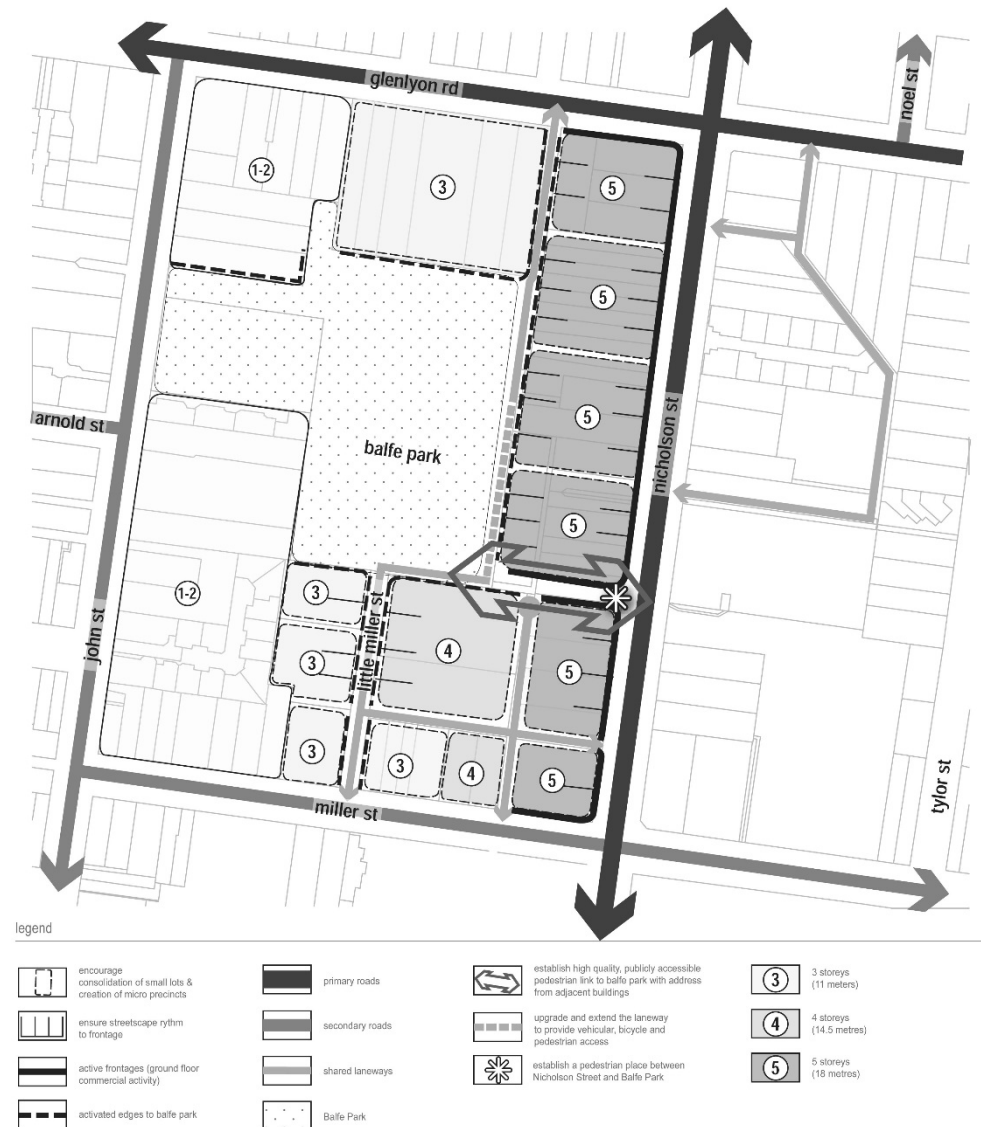 glenlyon rd
noel st
1-2
3
5
5
nicholson st
arnold st
balfe park
5
5
john st
1-2
3
little miller st
4
3
5
3
3
4
5
miller st
tylor st
legend
encourage
consolidation of small lots &
creation of micro precincts
ensure streetscape rythm
to frontage
active frontages (ground floor
commercial activity)
activated edges to balfe park
primary roads
secondary roads
shared laneways
Balfe Park
establish high quality, publicly accessible
pedestrian link to balfe park with address
from adjacent buildings
upgrade and extend the laneway
to provide vehicular, bicycle and
pedestrian access
establish a pedestrian place between
Nicholson Street and Balfe Park
3
3 storeys
(11 meters)
4
4 storeys
(14.5 metres)
5
5 storeys
(18 metres)